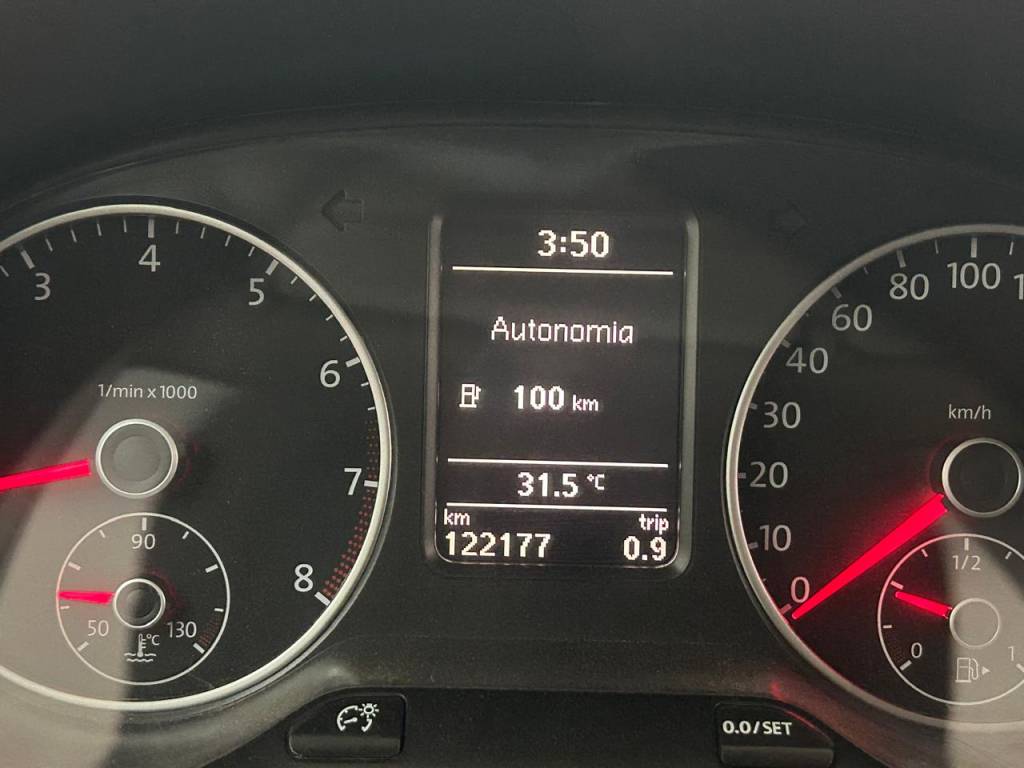 3:50
Autonomia
100 km
31.5 °C
km trip
122177 0.9
3 4 5 6 7 8
1/min x 1000
50 90 130
°C
0 10 20 30 40 60 80 100
km/h
0 1/2 1
0.0/SET